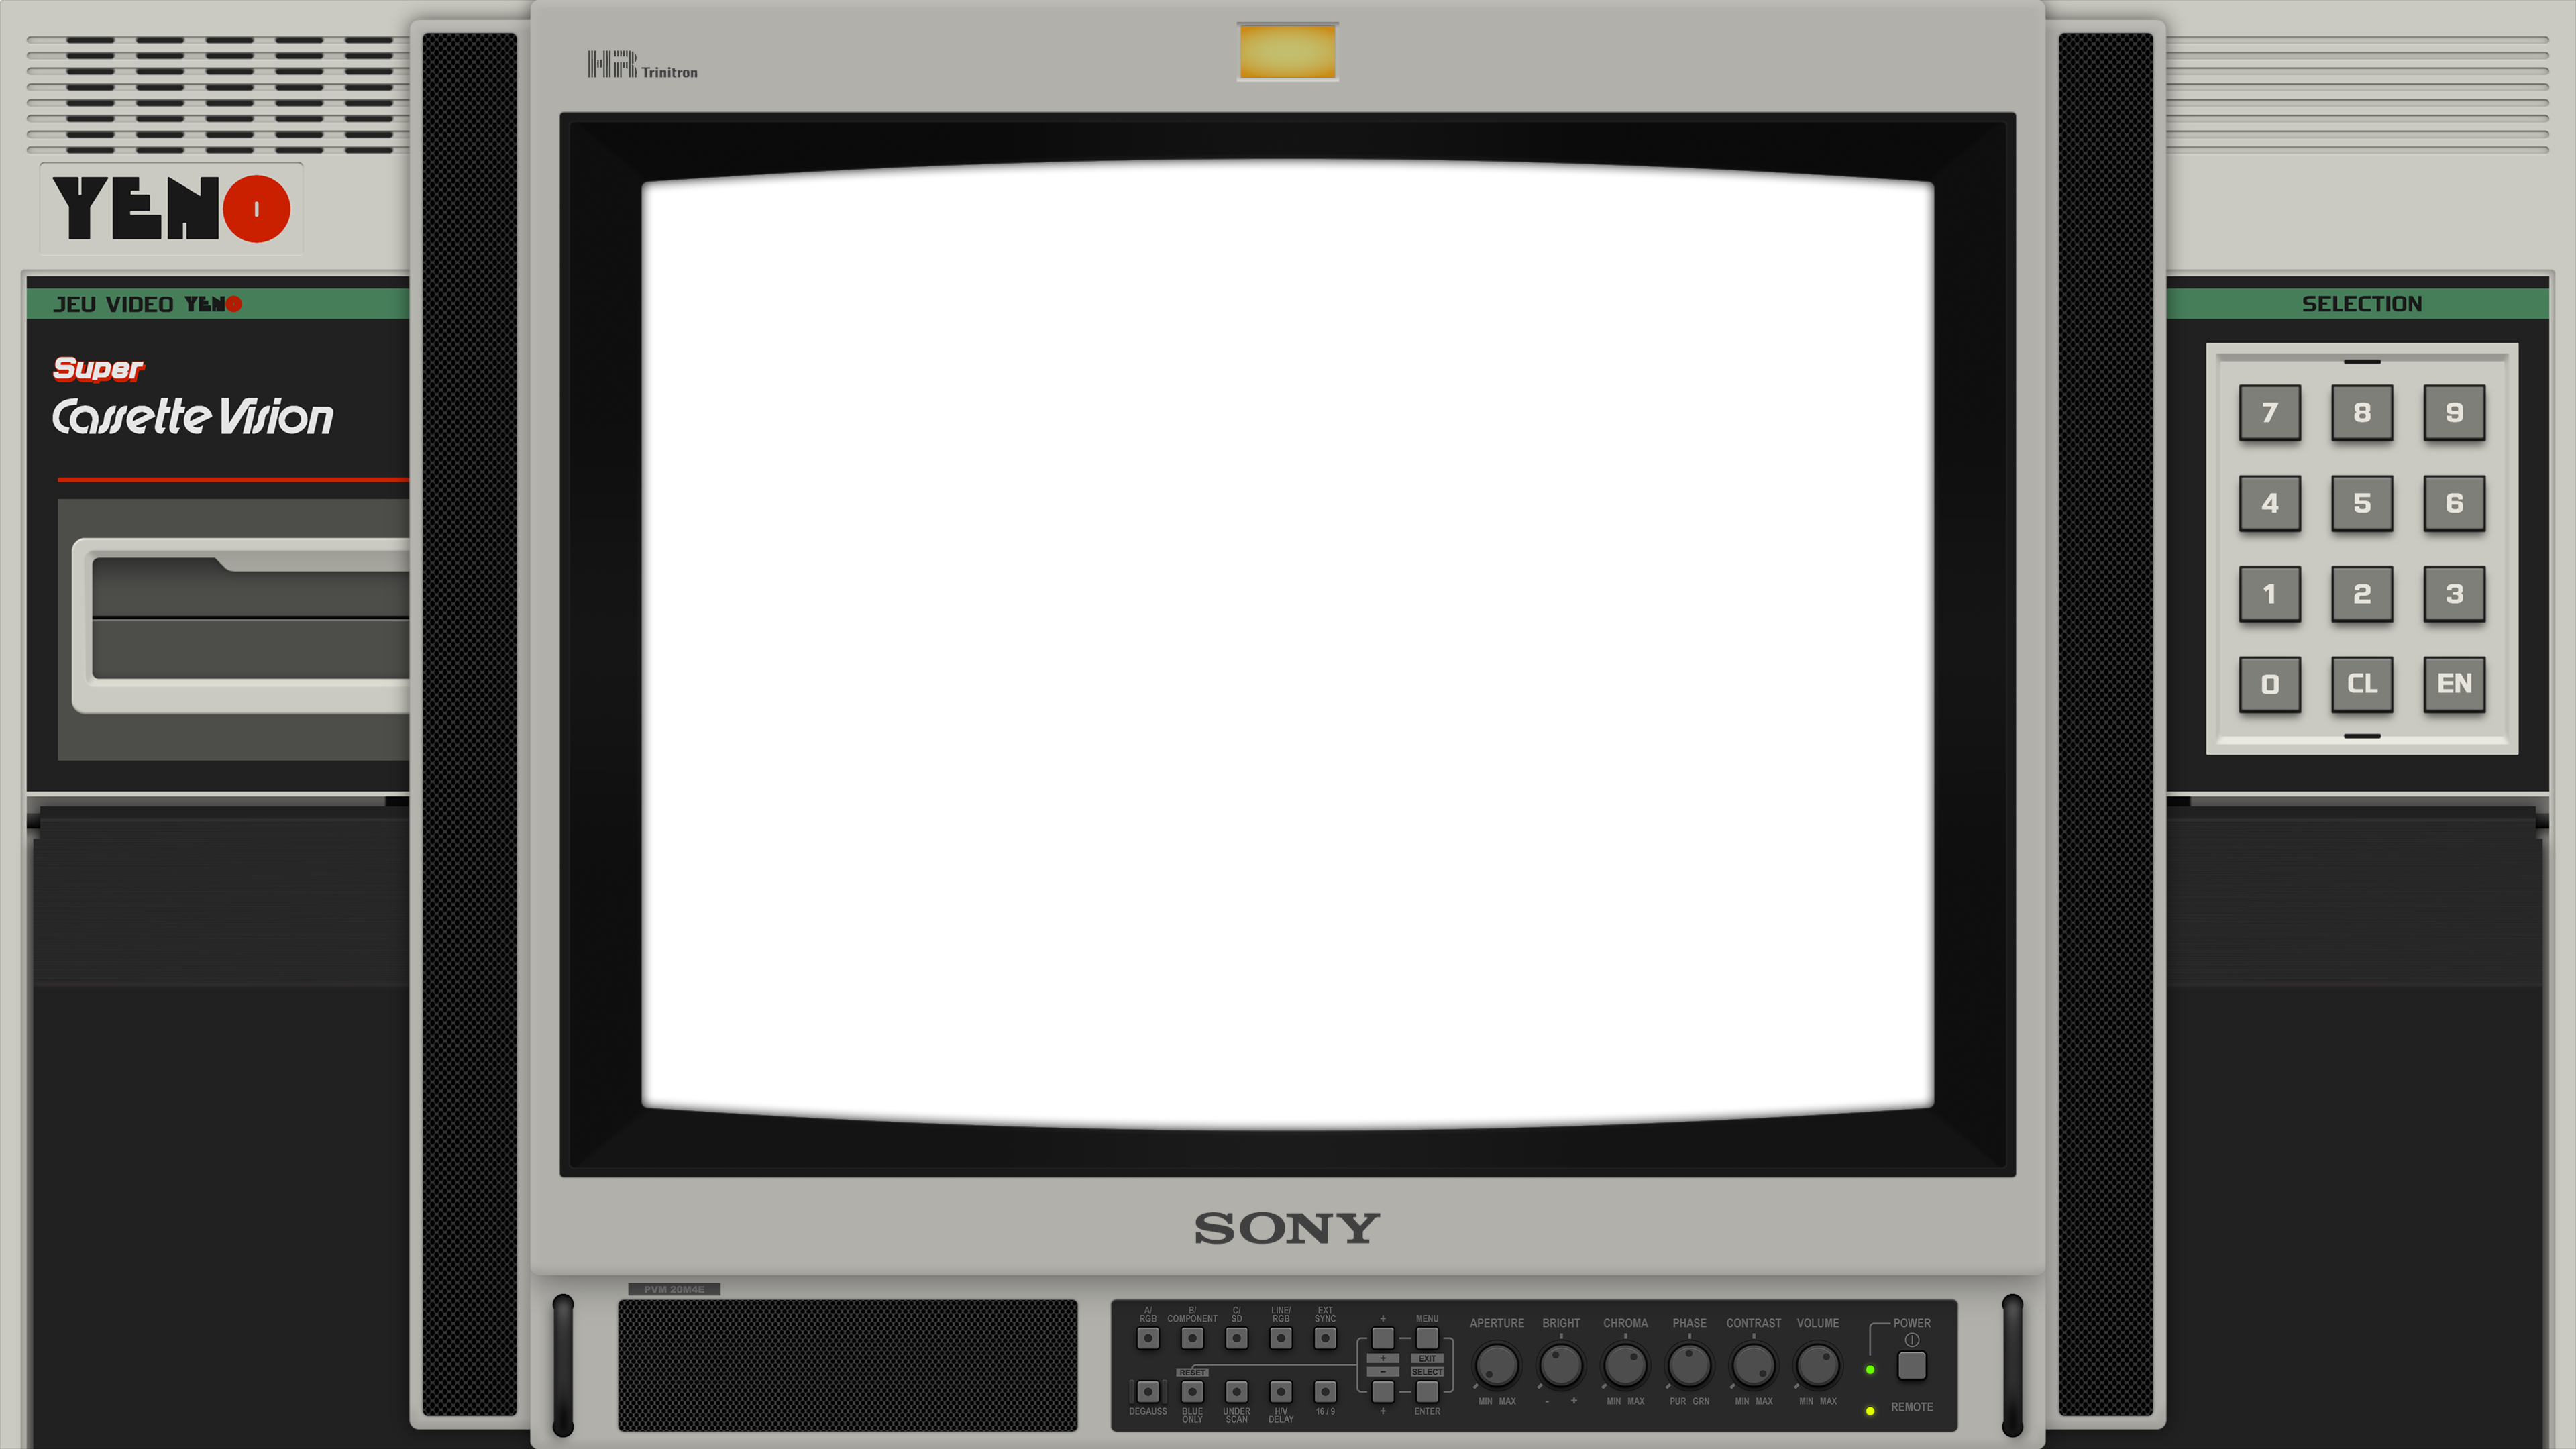 HR Trinitron
YENO
JEU VIDEO YENO
Super
Cassette Vision
SELECTION
7 8 9
4 5 6
1 2 3
0 CL EN
SONY
PVM 20M4E
A/ RGB
B/ COMPONENT
C/ SD
LINE/ RGB
EXT SYNC
+
MENU
+
EXIT
RESET
−
SELECT
DEGAUSS
BLUE ONLY
UNDER SCAN
H/V DELAY
16 / 9
+
ENTER
APERTURE
BRIGHT
CHROMA
PHASE
CONTRAST
VOLUME
MIN MAX
- +
MIN MAX
PUR GRN
MIN MAX
MIN MAX
POWER
REMOTE